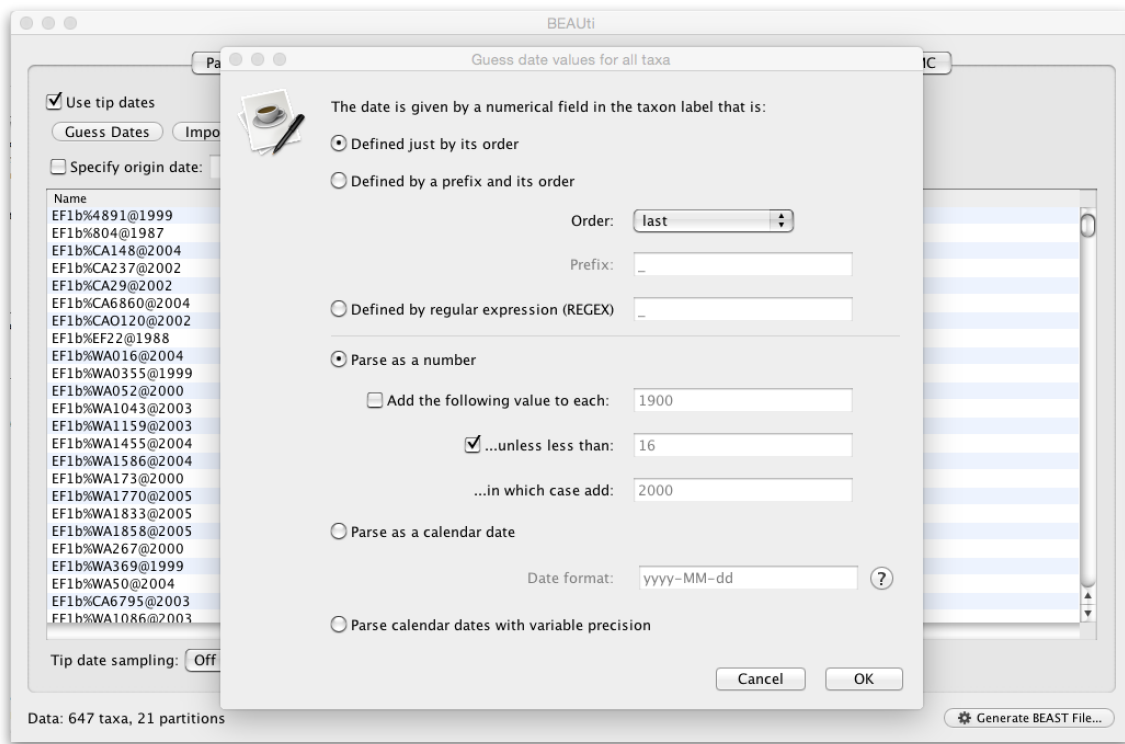 BEAUti
Pa
MC
Guess date values for all taxa
Use tip dates
Guess Dates
Impo
Specify origin date:
Name
EF1b%4891@1999
EF1b%804@1987
EF1b%CA148@2004
EF1b%CA237@2002
EF1b%CA29@2002
EF1b%CA6860@2004
EF1b%CAO120@2002
EF1b%EF22@1988
EF1b%WA016@2004
EF1b%WA0355@1999
EF1b%WA052@2000
EF1b%WA1043@2003
EF1b%WA1159@2003
EF1b%WA1455@2004
EF1b%WA1586@2004
EF1b%WA173@2000
EF1b%WA1770@2005
EF1b%WA1833@2005
EF1b%WA1858@2005
EF1b%WA267@2000
EF1b%WA369@1999
EF1b%WA50@2004
EF1b%CA6795@2003
EF1b%WA1086@2003
Tip date sampling: Off
Data: 647 taxa, 21 partitions
The date is given by a numerical field in the taxon label that is:
Defined just by its order
Defined by a prefix and its order
Order: last
Prefix: _
Defined by regular expression (REGEX) _
Parse as a number
Add the following value to each: 1900
...unless less than: 16
...in which case add: 2000
Parse as a calendar date
Date format: yyyy-MM-dd ?
Parse calendar dates with variable precision
Cancel OK
Generate BEAST File...